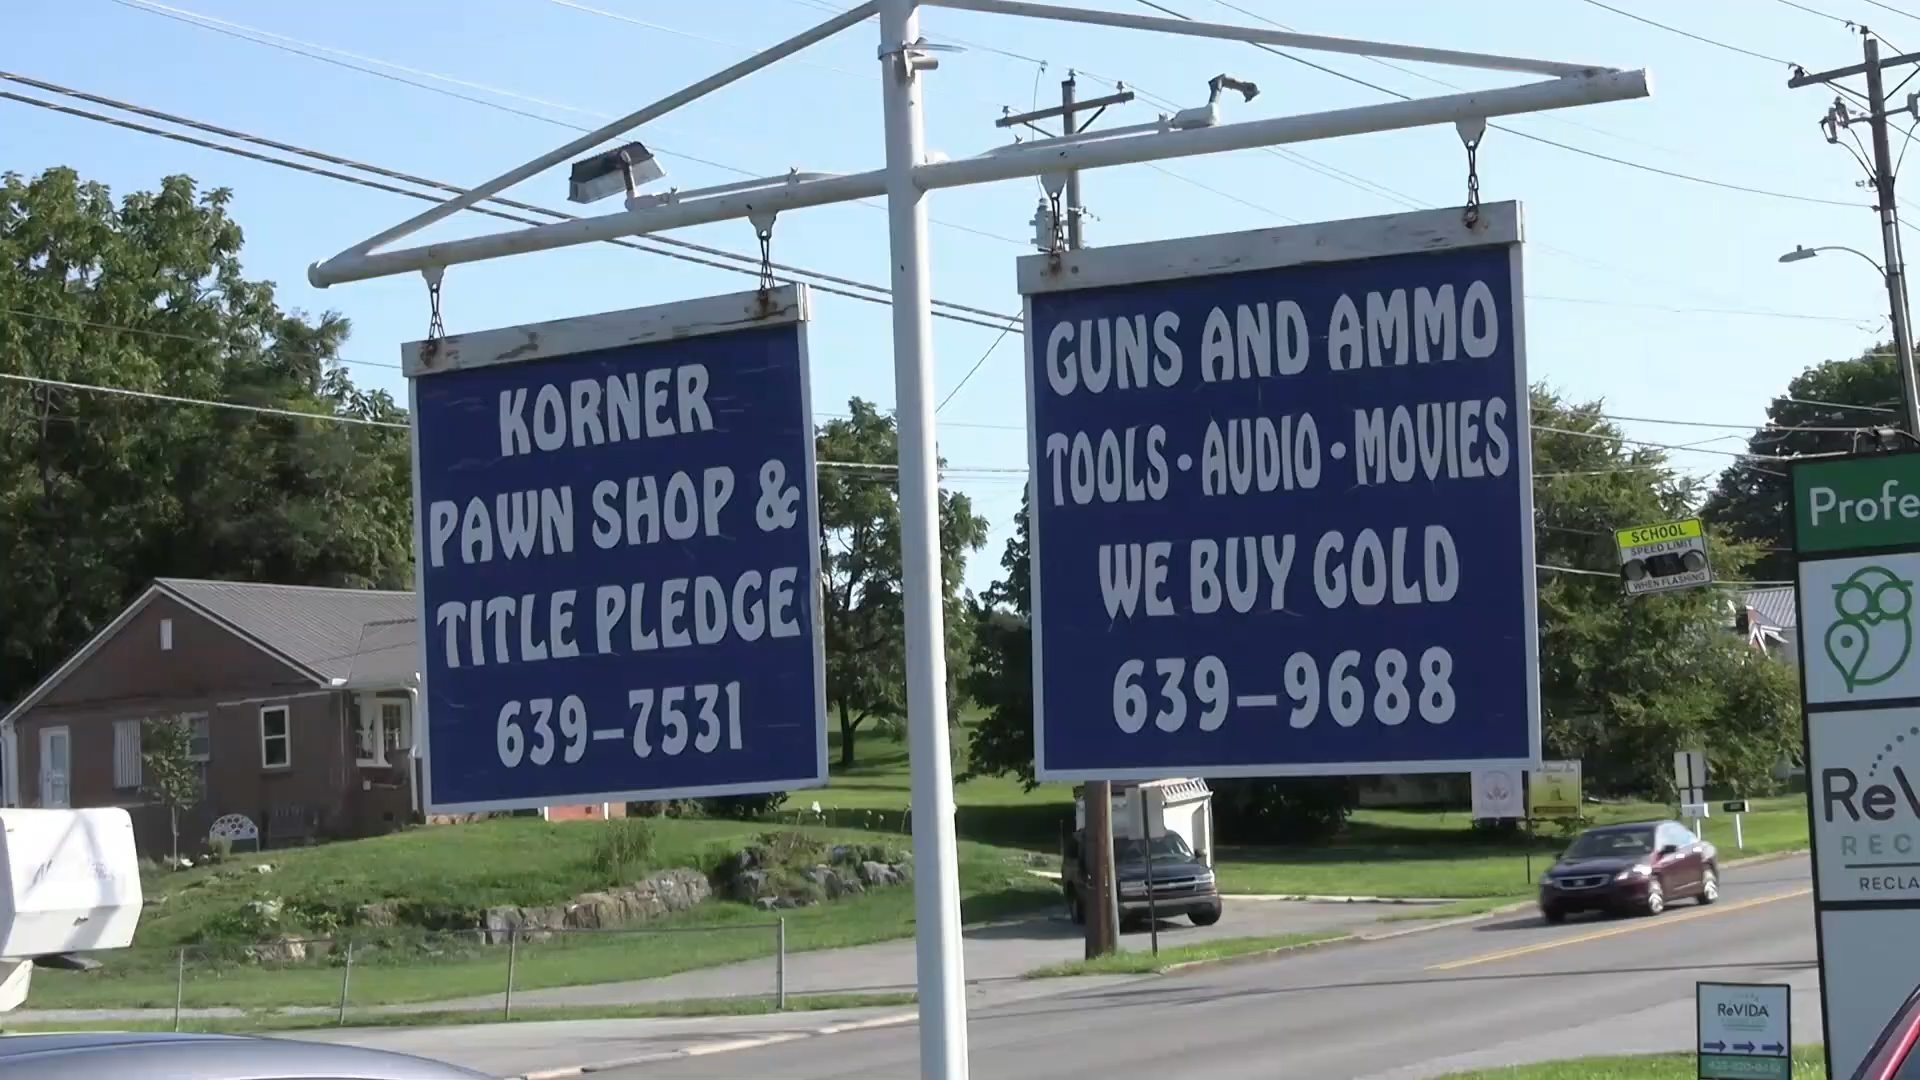 KORNER
PAWN SHOP &
TITLE PLEDGE
639-7531
GUNS AND AMMO
TOOLS • AUDIO • MOVIES
WE BUY GOLD
639-9688
SCHOOL
SPEED LIMIT
WHEN FLASHING
Profe
ReV
REC
RECLA
ReVIDA